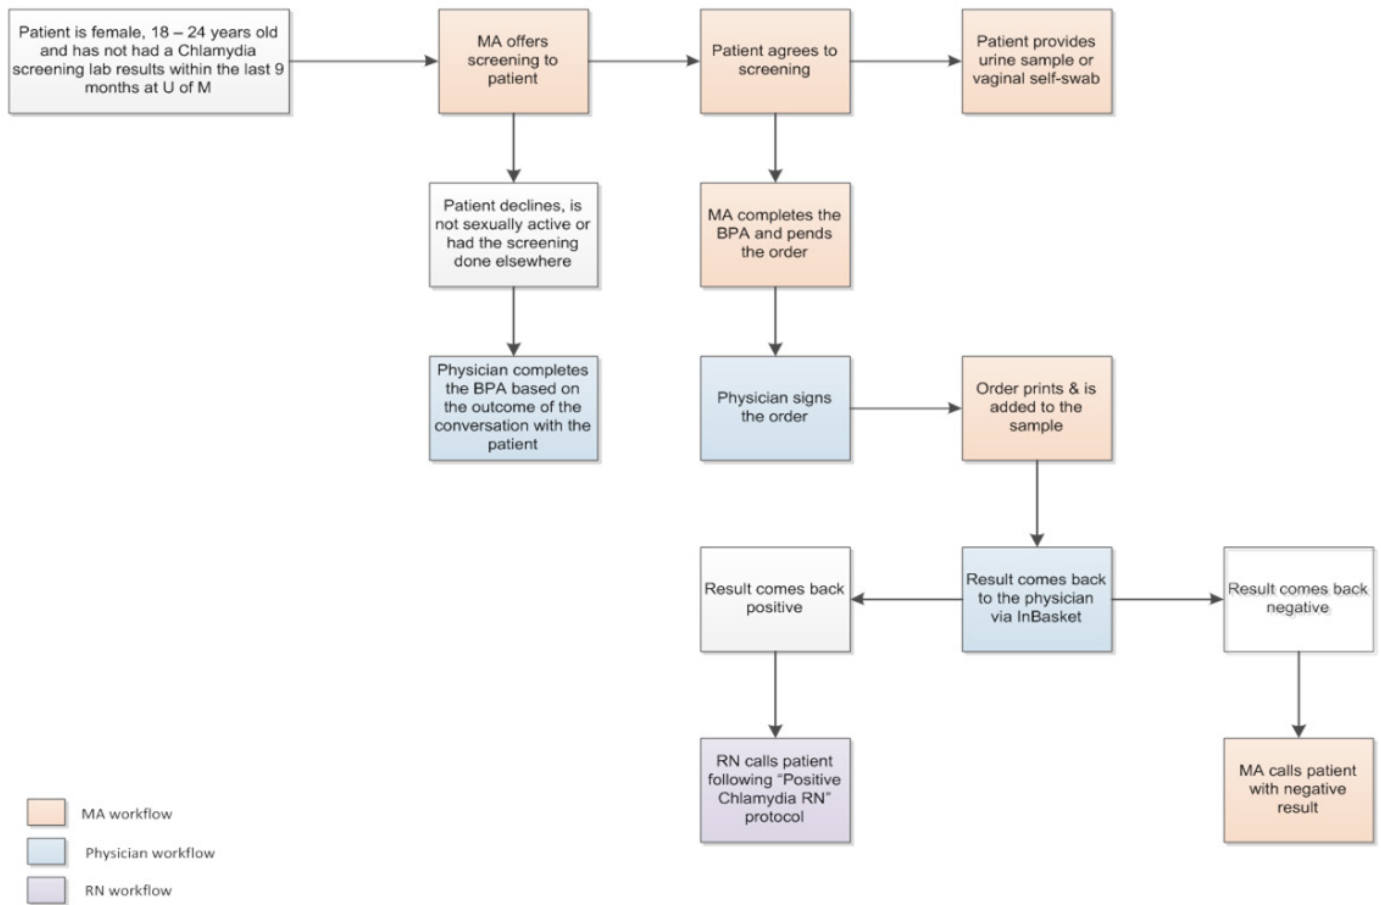 Patient is female, 18 – 24 years old
and has not had a Chlamydia
screening lab results within the last 9
months at U of M
MA offers
screening to
patient
Patient agrees to
screening
Patient provides
urine sample or
vaginal self-swab
Patient declines, is
not sexually active or
had the screening
done elsewhere
MA completes the
BPA and pends
the order
Physician completes
the BPA based on
the outcome of the
conversation with the
patient
Physician signs
the order
Order prints & is
added to the
sample
Result comes back
positive
Result comes back
to the physician
via InBasket
Result comes back
negative
RN calls patient
following “Positive
Chlamydia RN”
protocol
MA calls patient
with negative
result
MA workflow
Physician workflow
RN workflow